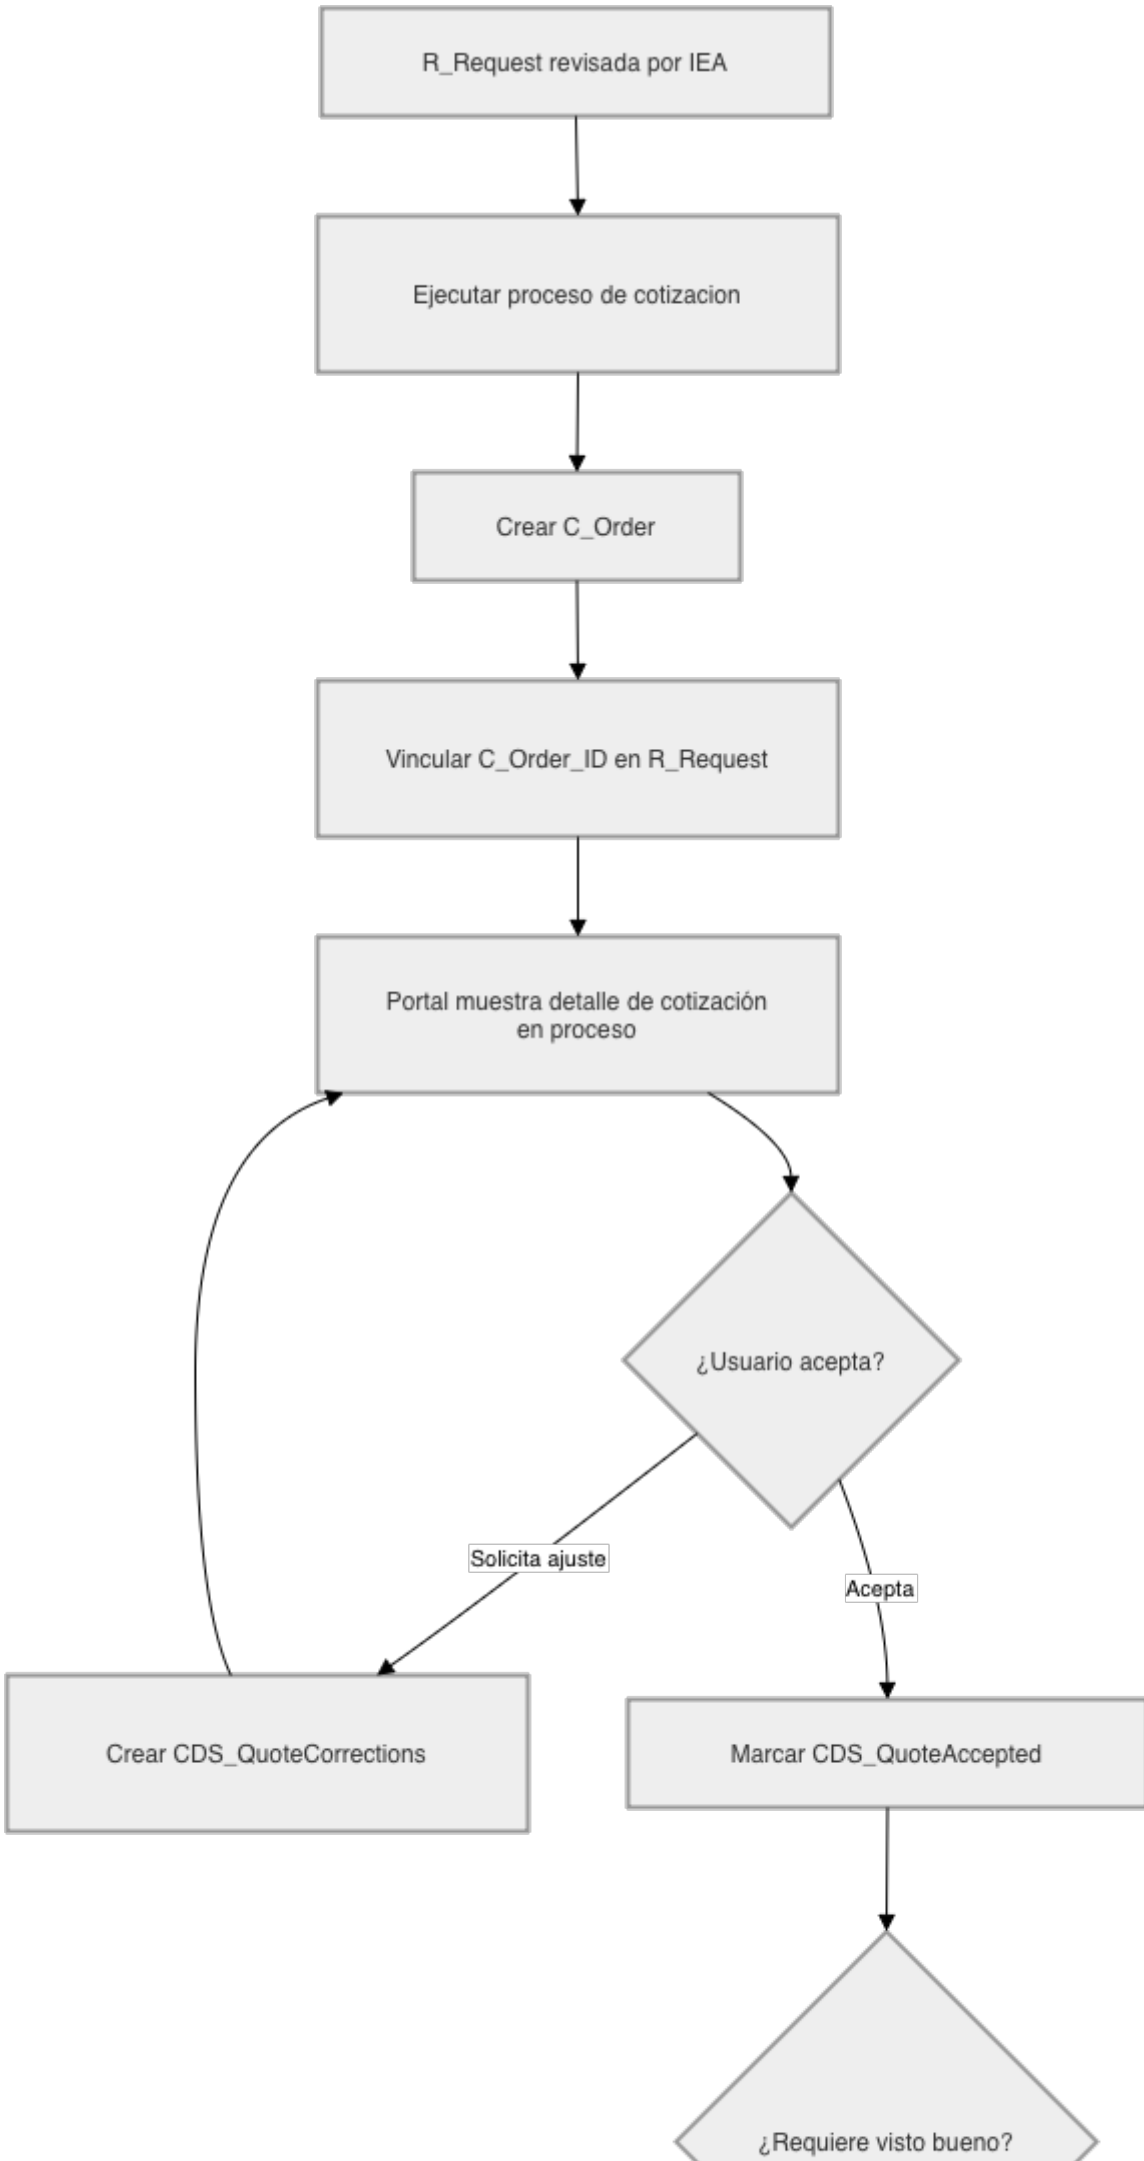 R_Request revisada por IEA
Ejecutar proceso de cotizacion
Crear C_Order
Vincular C_Order_ID en R_Request
Portal muestra detalle de cotización
en proceso
¿Usuario acepta?
Solicita ajuste
Acepta
Crear CDS_QuoteCorrections
Marcar CDS_QuoteAccepted
¿Requiere visto bueno?